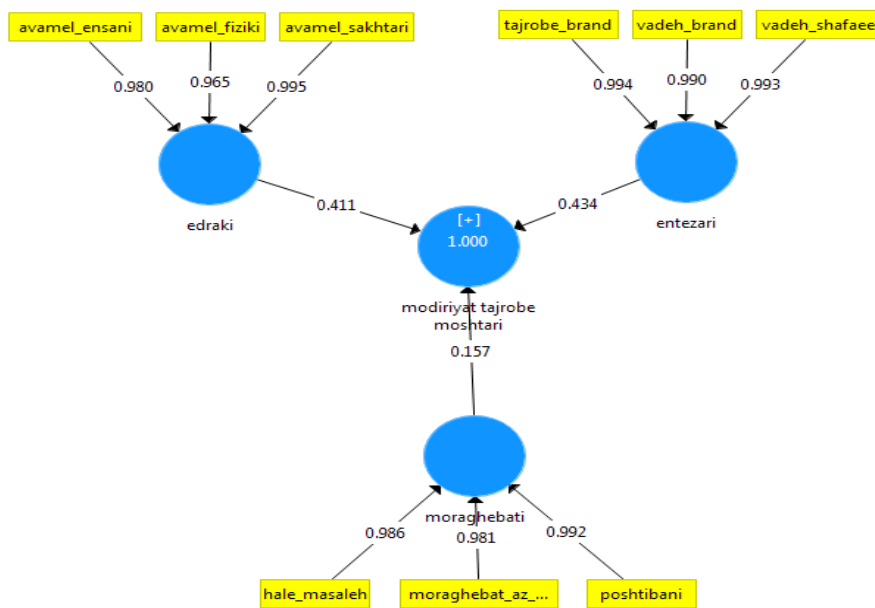 avamel_ensani
avamel_fiziki
avamel_sakhtari
tajrobe_brand
vadeh_brand
vadeh_shafaee
0.980
0.965
0.995
0.994
0.990
0.993
edraki
entezari
0.411
0.434
[+]
1.000
modiriyat tajrobe
moshtari
0.157
moraghebati
0.986
0.981
0.992
hale_masaleh
moraghebat_az_...
poshtibani